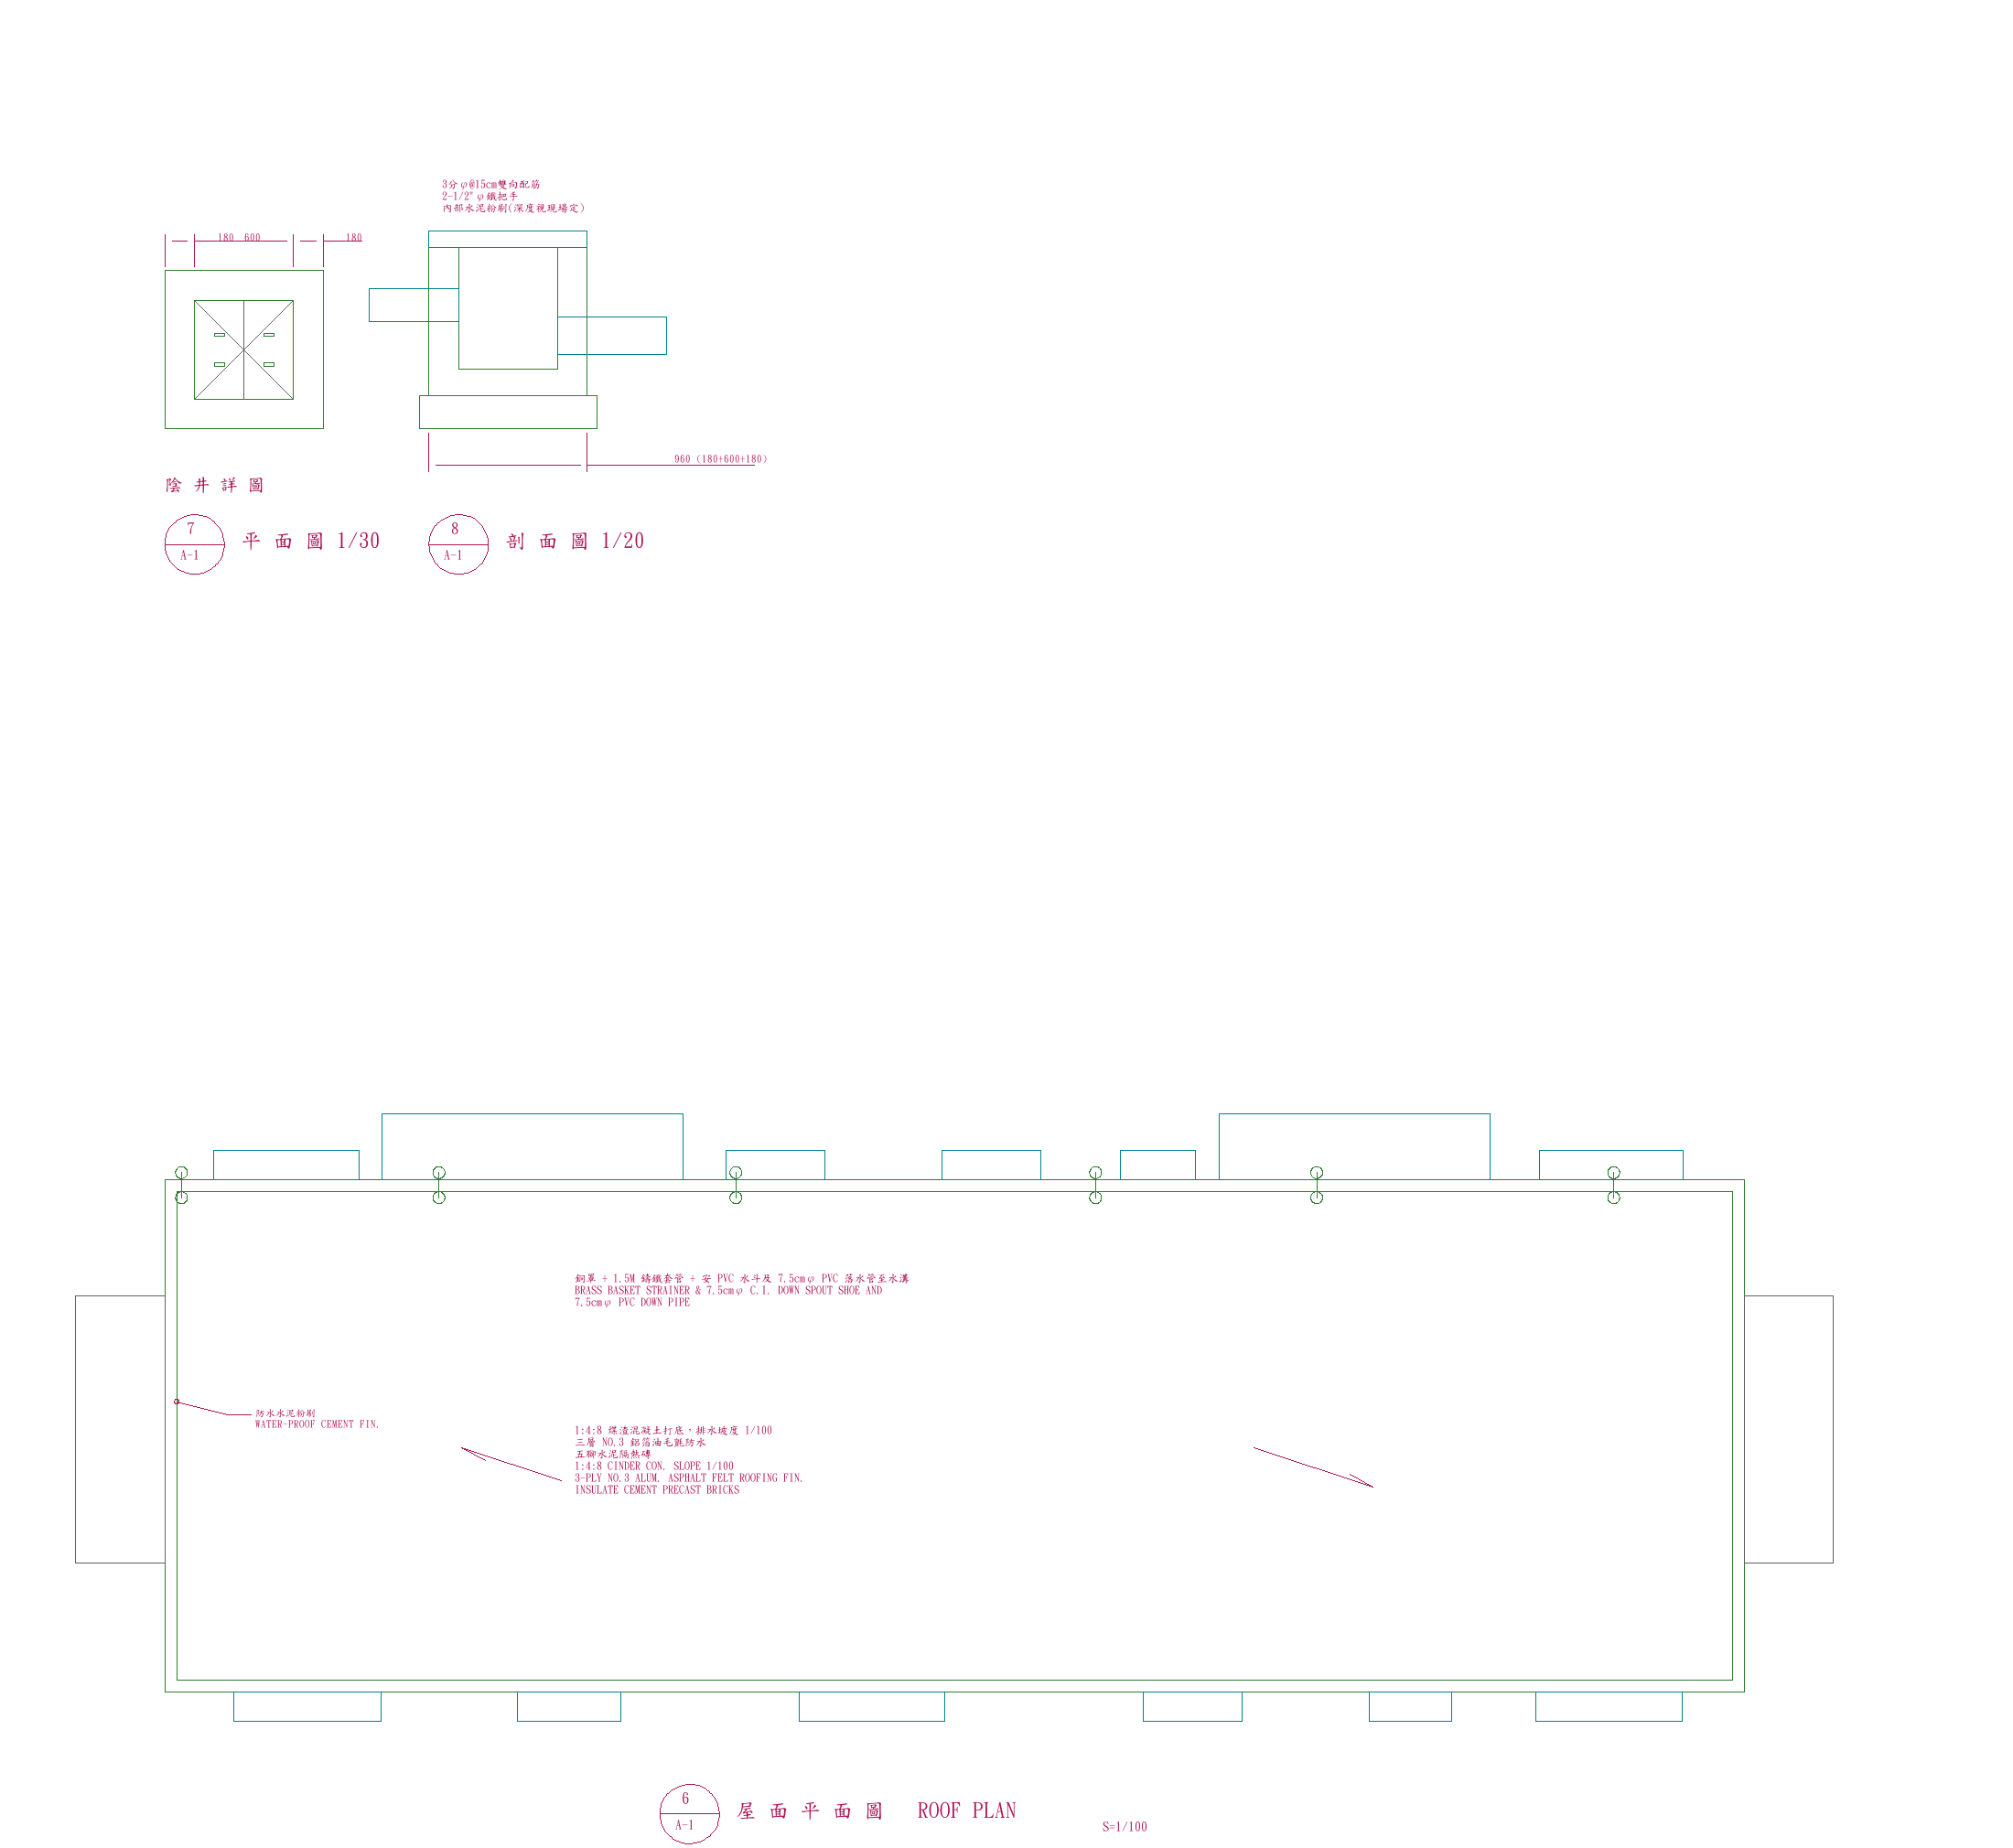 3分φ@15cm雙向配筋
2-1/2"φ鐵把手
內部水泥粉刷(深度視現場定)
180 600 180
960 (180+600+180)
陰井詳圖
7
A-1
平面圖 1/30
8
A-1
剖面圖 1/20
銅罩 + 1.5M 鑄鐵套管 + 安 PVC 水斗及 7.5cmφ PVC 落水管至水溝
BRASS BASKET STRAINER & 7.5cmφ C.I. DOWN SPOUT SHOE AND
7.5cmφ PVC DOWN PIPE
防水水泥粉刷
WATER-PROOF CEMENT FIN.
1:4:8 煤渣混凝土打底，排水坡度 1/100
三層 NO.3 鋁箔油毛氈防水
五腳水泥隔熱磚
1:4:8 CINDER CON. SLOPE 1/100
3-PLY NO.3 ALUM. ASPHALT FELT ROOFING FIN.
INSULATE CEMENT PRECAST BRICKS
6
A-1
屋面平面圖 ROOF PLAN
S=1/100